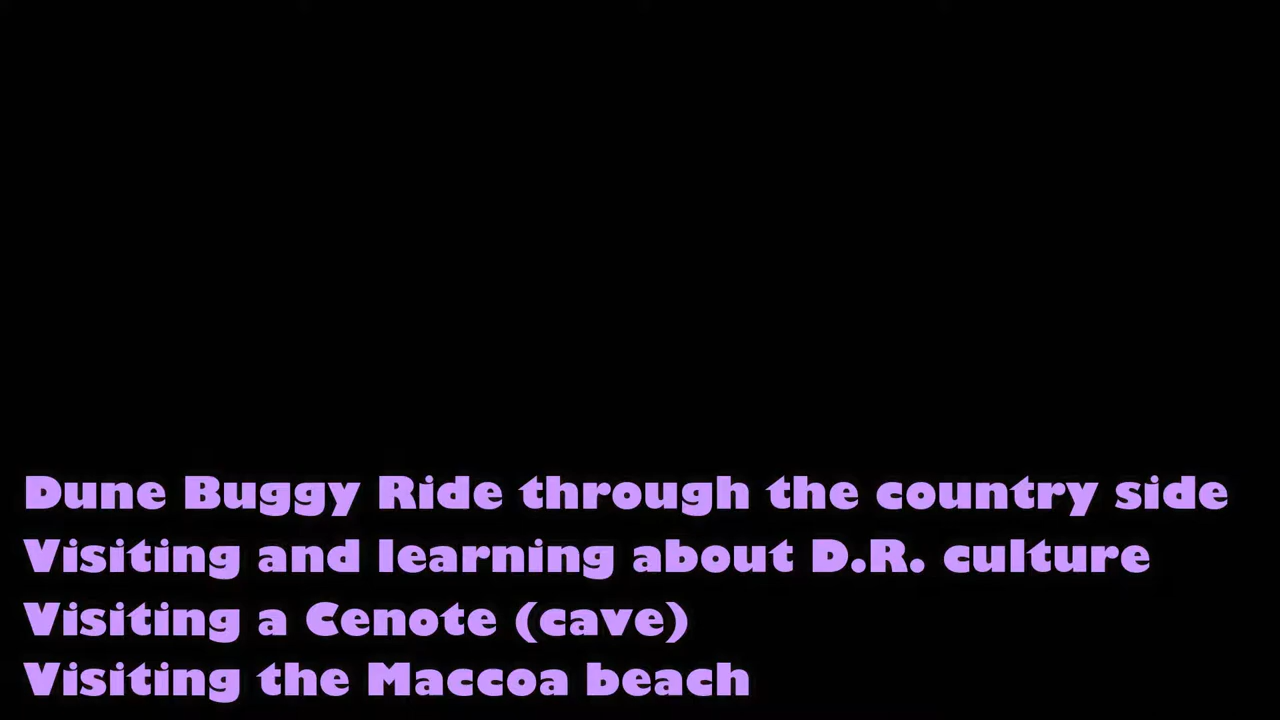 Dune Buggy Ride through the country side
Visiting and learning about D.R. culture
Visiting a Cenote (cave)
Visiting the Maccoa beach